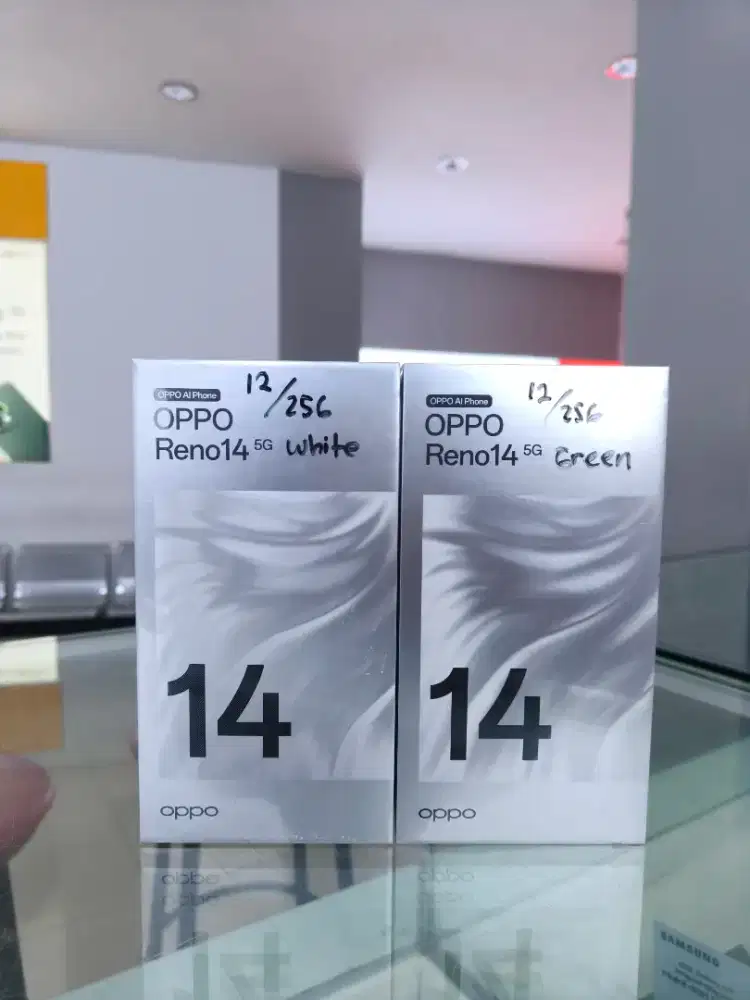 OPPO AI Phone
12/256
OPPO
Reno14 5G White
14
oppo
OPPO AI Phone
12/256
OPPO
Reno14 5G Green
14
oppo
SAMSUNG